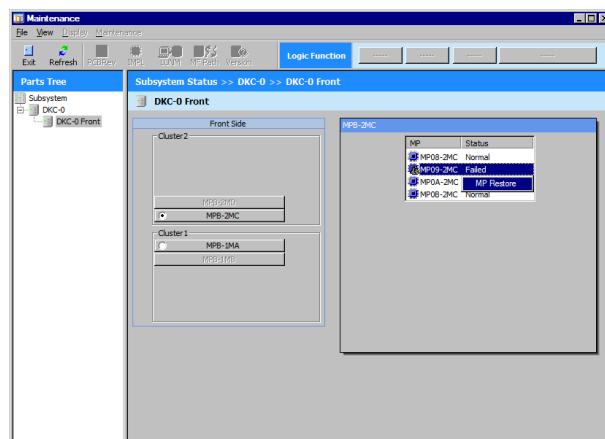 Maintenance
File View Display Maintenance
Exit Refresh PCBRev IMPL LUNM MF Path Version Logic Function ----- ----- ----- -----
Parts Tree
Subsystem Status >> DKC-0 >> DKC-0 Front
Subsystem
DKC-0
DKC-0 Front
DKC-0 Front
Front Side
Cluster2
MPB-2MD
MPB-2MC
Cluster1
MPB-1MA
MPB-1MB
MPB-2MC
MP Status
MP08-2MC Normal
MP09-2MC Failed
MP0A-2MC
MP Restore
MP0B-2MC Normal